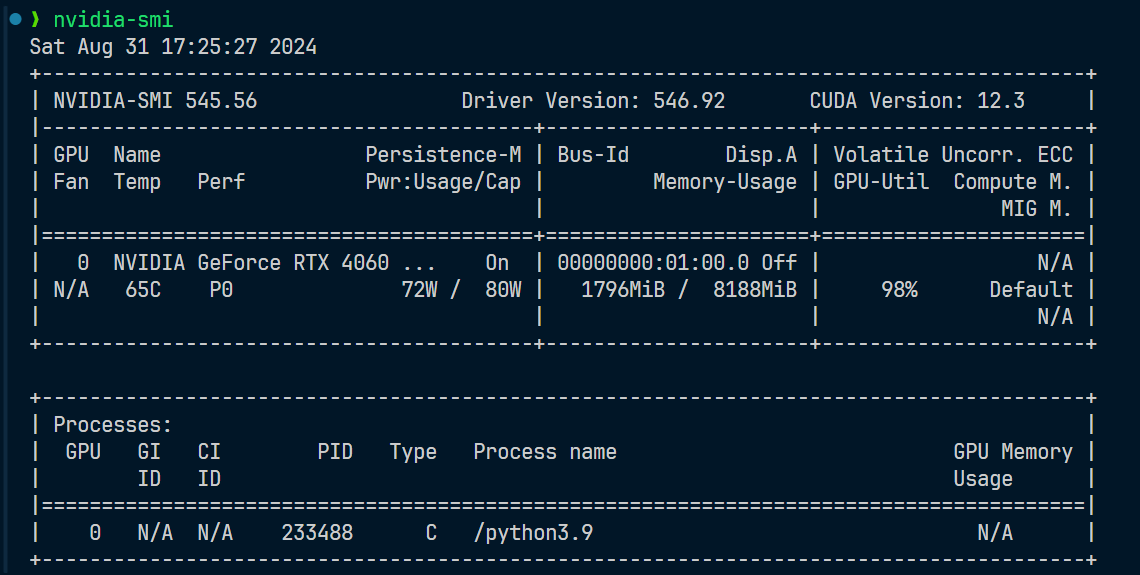 ❯ nvidia-smi
Sat Aug 31 17:25:27 2024
+---------------------------------------------------------------------------------------+
| NVIDIA-SMI 545.56                 Driver Version: 546.92       CUDA Version: 12.3     |
|-----------------------------------------+----------------------+----------------------+
| GPU  Name                 Persistence-M | Bus-Id        Disp.A | Volatile Uncorr. ECC |
| Fan  Temp   Perf          Pwr:Usage/Cap |         Memory-Usage | GPU-Util  Compute M. |
|                                         |                      |               MIG M. |
|=========================================+======================+======================|
|   0  NVIDIA GeForce RTX 4060 ...    On  | 00000000:01:00.0 Off |                  N/A |
| N/A   65C    P0              72W /  80W |   1796MiB /  8188MiB |     98%      Default |
|                                         |                      |                  N/A |
+-----------------------------------------+----------------------+----------------------+
+---------------------------------------------------------------------------------------+
| Processes:                                                                            |
|  GPU   GI   CI        PID   Type   Process name                            GPU Memory |
|        ID   ID                                                             Usage      |
|=======================================================================================|
|    0   N/A  N/A    233488      C   /python3.9                                N/A      |
+---------------------------------------------------------------------------------------+